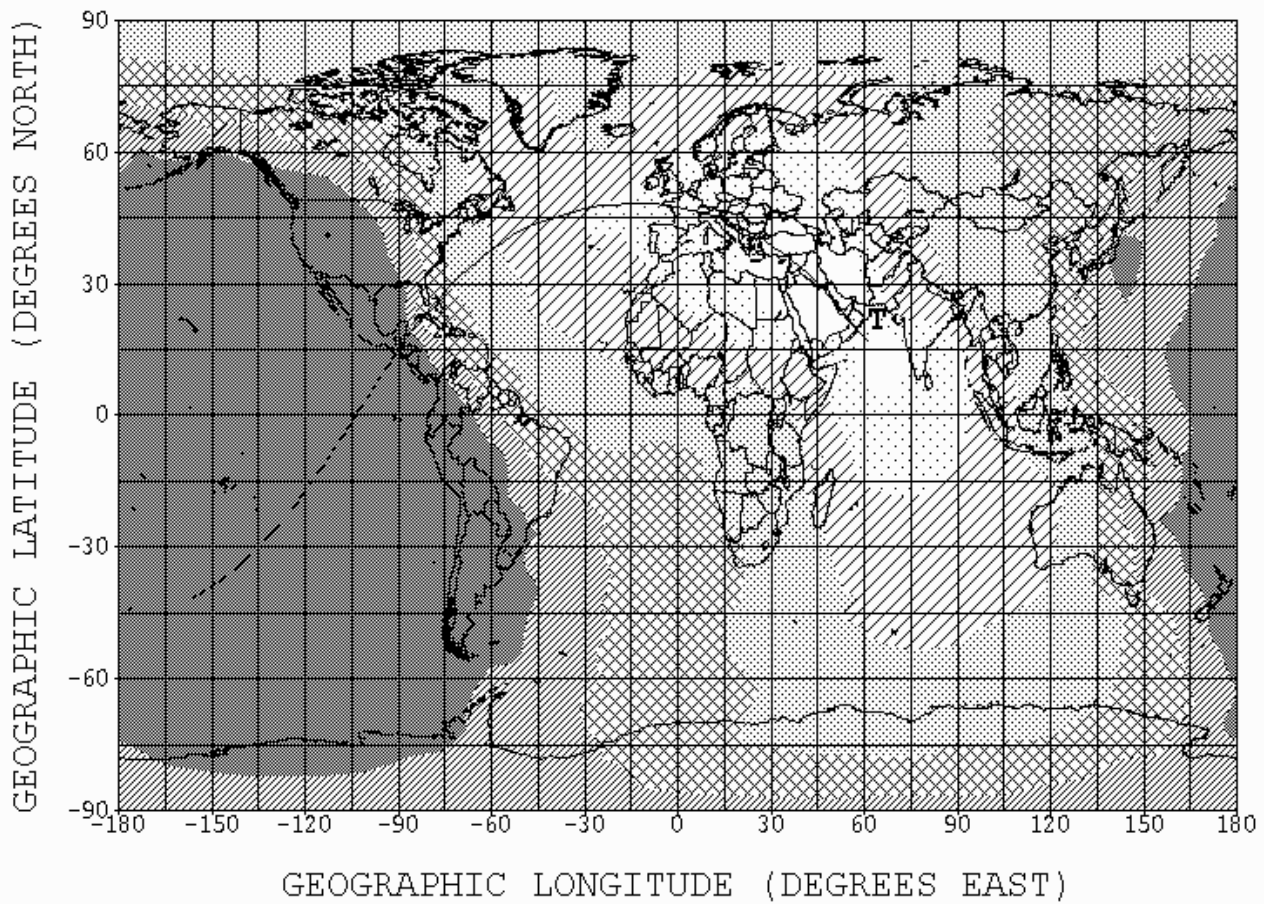 GEOGRAPHIC LATITUDE (DEGREES NORTH)
90
60
30
0
-30
-60
-90
T
-180 -150 -120 -90 -60 -30 0 30 60 90 120 150 180
GEOGRAPHIC LONGITUDE (DEGREES EAST)